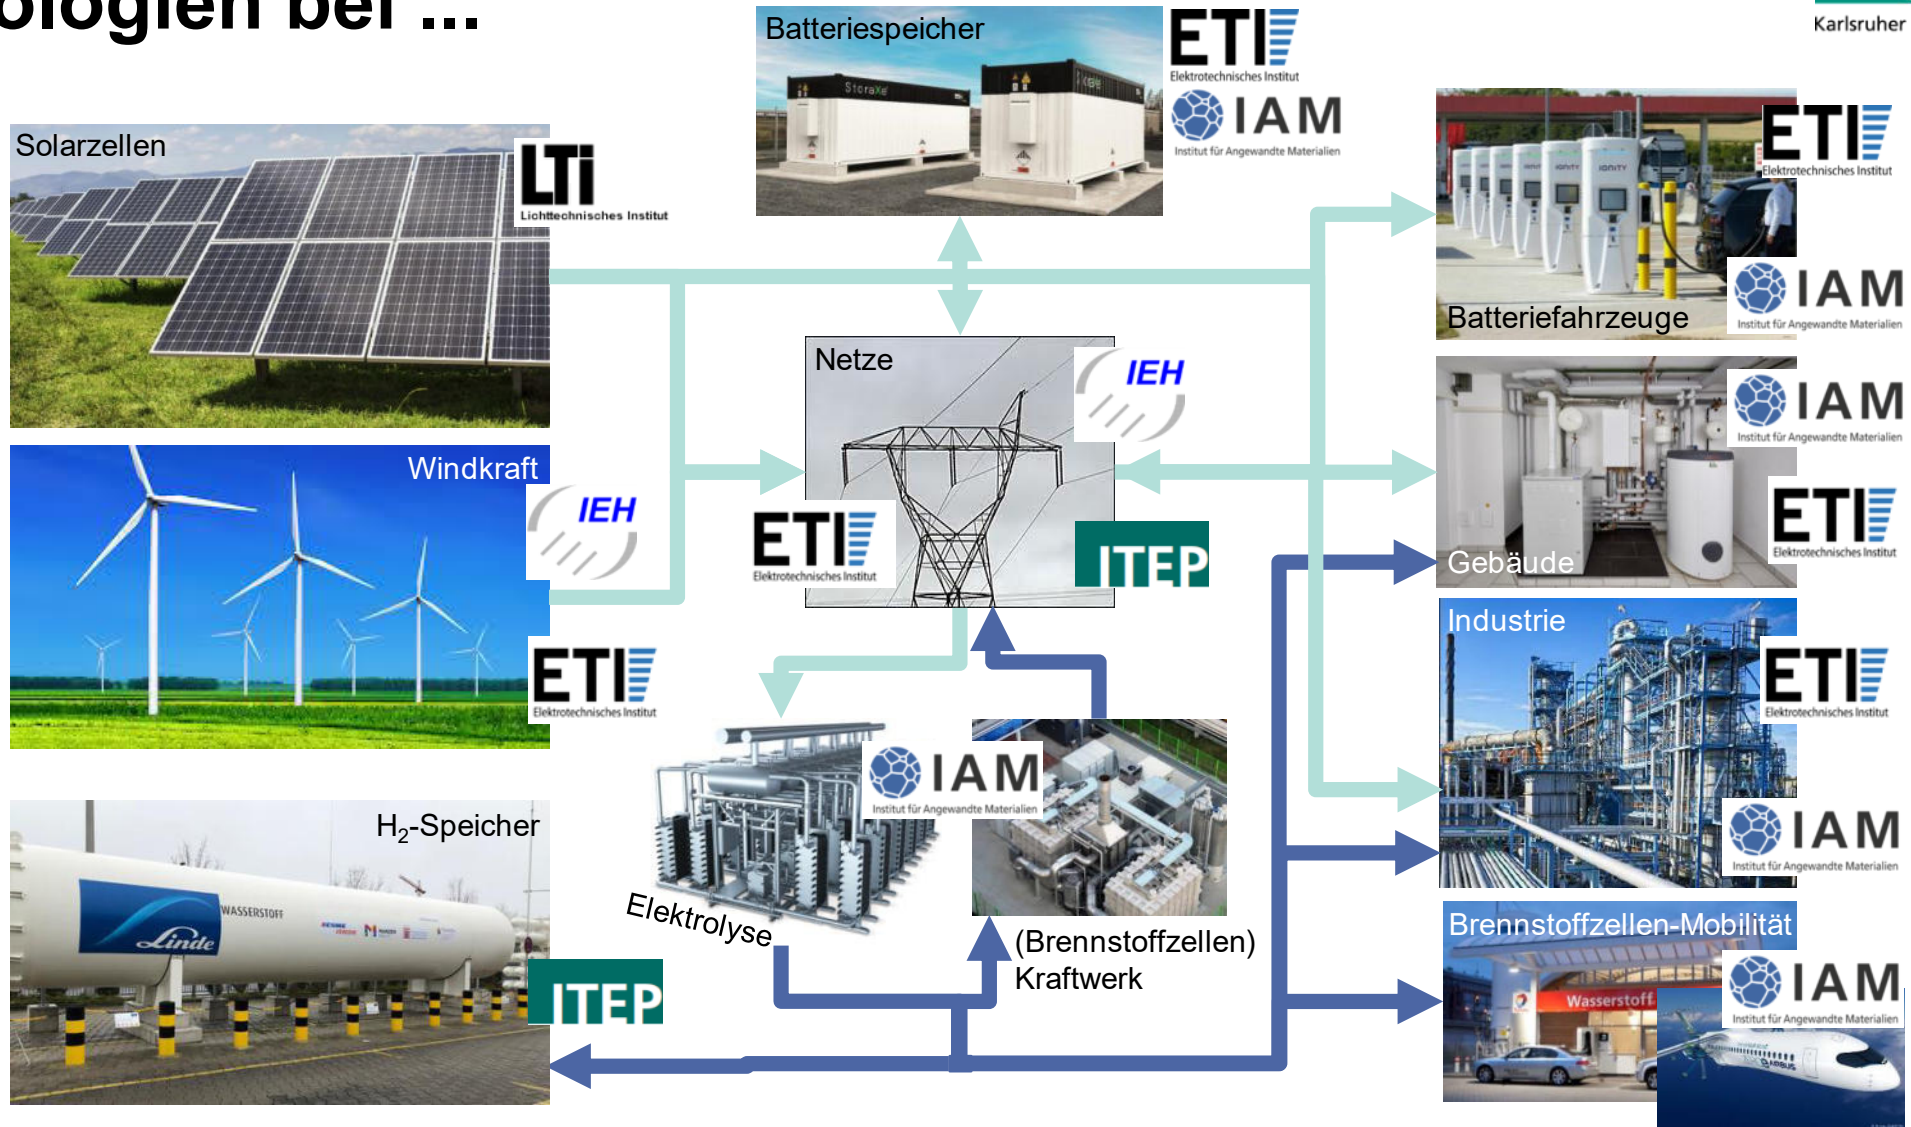 ologien bei ...
Karlsruher
Batteriespeicher
StoraXe
ETI
Elektrotechnisches Institut
IAM
Institut für Angewandte Materialien
Solarzellen
LTi
Lichttechnisches Institut
IONITY
ETI
Elektrotechnisches Institut
IAM
Institut für Angewandte Materialien
Batteriefahrzeuge
Netze
IEH
ETI
Elektrotechnisches Institut
ITEP
IAM
Institut für Angewandte Materialien
ETI
Elektrotechnisches Institut
Gebäude
Windkraft
IEH
ETI
Elektrotechnisches Institut
Industrie
ETI
Elektrotechnisches Institut
IAM
Institut für Angewandte Materialien
IAM
Institut für Angewandte Materialien
Elektrolyse
(Brennstoffzellen)
Kraftwerk
H₂-Speicher
Linde
WASSERSTOFF
ITEP
Brennstoffzellen-Mobilität
Wasserstoff
IAM
Institut für Angewandte Materialien
AIRBUS